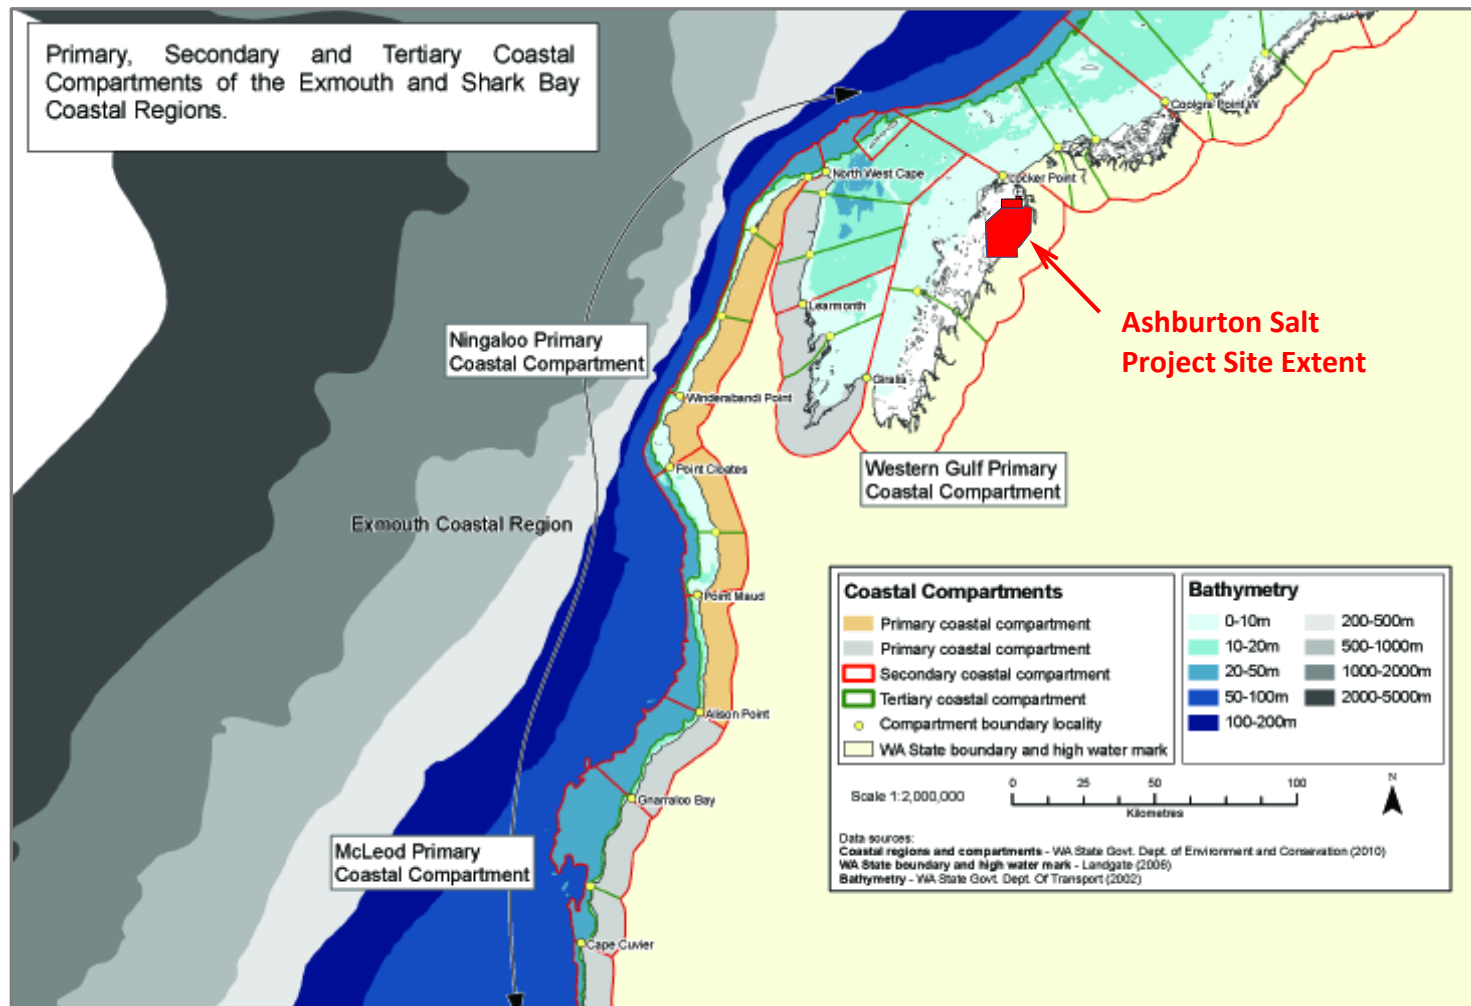 Primary, Secondary and Tertiary Coastal
Compartments of the Exmouth and Shark Bay
Coastal Regions.
Coolgra Point W
North West Cape
Locker Point
Learmonth
Ashburton Salt
Project Site Extent
Ningaloo Primary
Coastal Compartment
Giralia
Winderabandi Point
Point Cloates
Western Gulf Primary
Coastal Compartment
Exmouth Coastal Region
Point Maud
Alison Point
Gnarraloo Bay
McLeod Primary
Coastal Compartment
Cape Cuvier
Coastal Compartments
Primary coastal compartment
Primary coastal compartment
Secondary coastal compartment
Tertiary coastal compartment
Compartment boundary locality
WA State boundary and high water mark
Bathymetry
0-10m
10-20m
20-50m
50-100m
100-200m
200-500m
500-1000m
1000-2000m
2000-5000m
Scale 1:2,000,000
0 25 50 100
Kilometres
N
Data sources:
Coastal regions and compartments - WA State Govt. Dept. of Environment and Conservation (2010)
WA State boundary and high water mark - Landgate (2006)
Bathymetry - WA State Govt. Dept. Of Transport (2002)